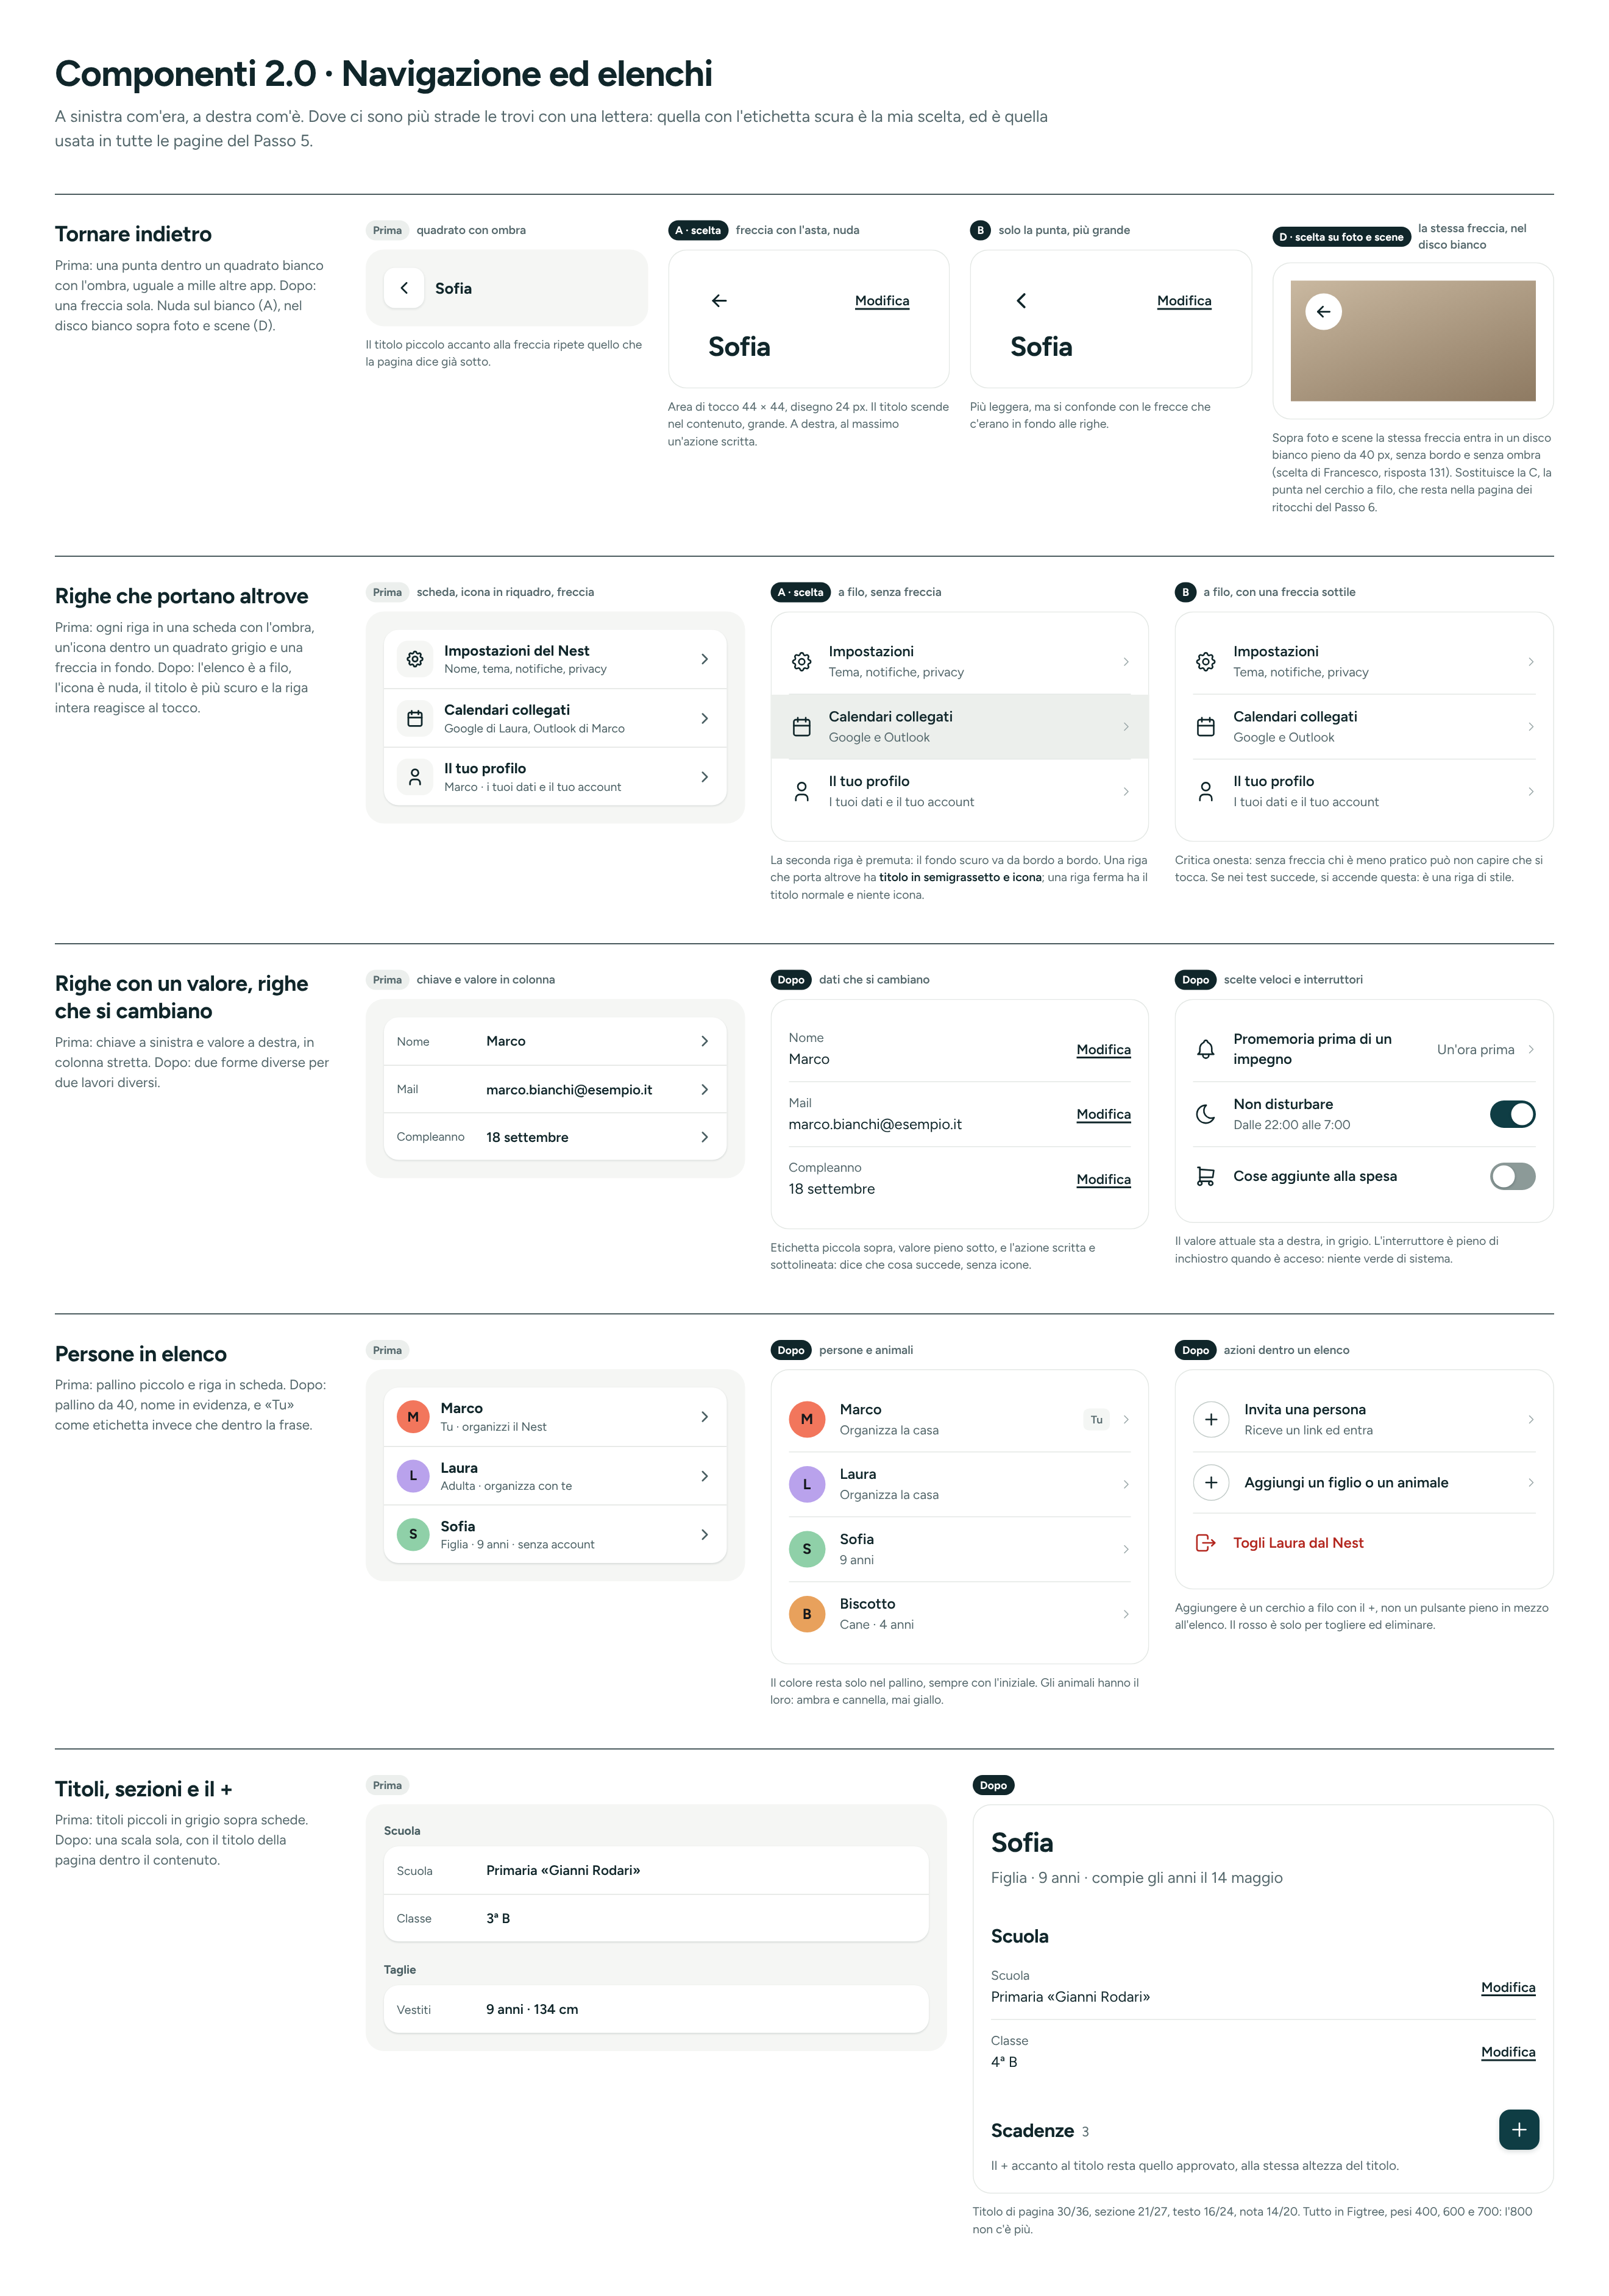 Componenti 2.0 · Navigazione ed elenchi
A sinistra com'era, a destra com'è. Dove ci sono più strade le trovi con una lettera: quella con l'etichetta scura è la mia scelta, ed è quella
usata in tutte le pagine del Passo 5.
Tornare indietro
Prima: una punta dentro un quadrato bianco
con l'ombra, uguale a mille altre app. Dopo:
una freccia sola. Nuda sul bianco (A), nel
disco bianco sopra foto e scene (D).
Prima quadrato con ombra
Sofia
Il titolo piccolo accanto alla freccia ripete quello che
la pagina dice già sotto.
A · scelta freccia con l'asta, nuda
Modifica
Sofia
Area di tocco 44 × 44, disegno 24 px. Il titolo scende
nel contenuto, grande. A destra, al massimo
un'azione scritta.
B solo la punta, più grande
Modifica
Sofia
Più leggera, ma si confonde con le frecce che
c'erano in fondo alle righe.
D · scelta su foto e scene la stessa freccia, nel
disco bianco
Sopra foto e scene la stessa freccia entra in un disco
bianco pieno da 40 px, senza bordo e senza ombra
(scelta di Francesco, risposta 131). Sostituisce la C, la
punta nel cerchio a filo, che resta nella pagina dei
ritocchi del Passo 6.
Righe che portano altrove
Prima: ogni riga in una scheda con l'ombra,
un'icona dentro un quadrato grigio e una
freccia in fondo. Dopo: l'elenco è a filo,
l'icona è nuda, il titolo è più scuro e la riga
intera reagisce al tocco.
Prima scheda, icona in riquadro, freccia
Impostazioni del Nest
Nome, tema, notifiche, privacy
Calendari collegati
Google di Laura, Outlook di Marco
Il tuo profilo
Marco · i tuoi dati e il tuo account
A · scelta a filo, senza freccia
Impostazioni
Tema, notifiche, privacy
Calendari collegati
Google e Outlook
Il tuo profilo
I tuoi dati e il tuo account
La seconda riga è premuta: il fondo scuro va da bordo a bordo. Una riga
che porta altrove ha titolo in semigrassetto e icona; una riga ferma ha il
titolo normale e niente icona.
B a filo, con una freccia sottile
Impostazioni
Tema, notifiche, privacy
Calendari collegati
Google e Outlook
Il tuo profilo
I tuoi dati e il tuo account
Critica onesta: senza freccia chi è meno pratico può non capire che si
tocca. Se nei test succede, si accende questa: è una riga di stile.
Righe con un valore, righe
che si cambiano
Prima: chiave a sinistra e valore a destra, in
colonna stretta. Dopo: due forme diverse per
due lavori diversi.
Prima chiave e valore in colonna
Nome Marco
Mail marco.bianchi@esempio.it
Compleanno 18 settembre
Dopo dati che si cambiano
Nome
Marco
Modifica
Mail
marco.bianchi@esempio.it
Modifica
Compleanno
18 settembre
Modifica
Etichetta piccola sopra, valore pieno sotto, e l'azione scritta e
sottolineata: dice che cosa succede, senza icone.
Dopo scelte veloci e interruttori
Promemoria prima di un
impegno
Un'ora prima
Non disturbare
Dalle 22:00 alle 7:00
Cose aggiunte alla spesa
Il valore attuale sta a destra, in grigio. L'interruttore è pieno di
inchiostro quando è acceso: niente verde di sistema.
Persone in elenco
Prima: pallino piccolo e riga in scheda. Dopo:
pallino da 40, nome in evidenza, e «Tu»
come etichetta invece che dentro la frase.
Prima
M
Marco
Tu · organizzi il Nest
L
Laura
Adulta · organizza con te
S
Sofia
Figlia · 9 anni · senza account
Dopo persone e animali
M
Marco
Organizza la casa
Tu
L
Laura
Organizza la casa
S
Sofia
9 anni
B
Biscotto
Cane · 4 anni
Il colore resta solo nel pallino, sempre con l'iniziale. Gli animali hanno il
loro: ambra e cannella, mai giallo.
Dopo azioni dentro un elenco
Invita una persona
Riceve un link ed entra
Aggiungi un figlio o un animale
Togli Laura dal Nest
Aggiungere è un cerchio a filo con il +, non un pulsante pieno in mezzo
all'elenco. Il rosso è solo per togliere ed eliminare.
Titoli, sezioni e il +
Prima: titoli piccoli in grigio sopra schede.
Dopo: una scala sola, con il titolo della
pagina dentro il contenuto.
Prima
Scuola
Scuola Primaria «Gianni Rodari»
Classe 3ª B
Taglie
Vestiti 9 anni · 134 cm
Dopo
Sofia
Figlia · 9 anni · compie gli anni il 14 maggio
Scuola
Scuola
Primaria «Gianni Rodari»
Modifica
Classe
4ª B
Modifica
Scadenze 3
Il + accanto al titolo resta quello approvato, alla stessa altezza del titolo.
Titolo di pagina 30/36, sezione 21/27, testo 16/24, nota 14/20. Tutto in Figtree, pesi 400, 600 e 700: l'800
non c'è più.